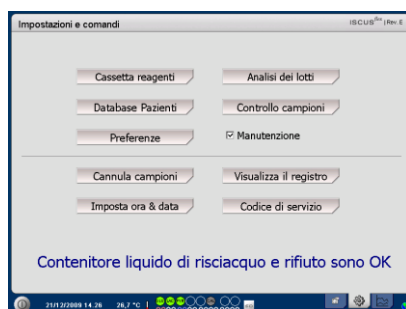 Impostazioni e comandi
ISCUSflex |Rev. E
Cassetta reagenti
Analisi dei lotti
Database Pazienti
Controllo campioni
Preferenze
Manutenzione
Cannula campioni
Visualizza il registro
Imposta ora & data
Codice di servizio
Contenitore liquido di risciacquo e rifiuto sono OK
21/12/2009 14.26
26,7 °C